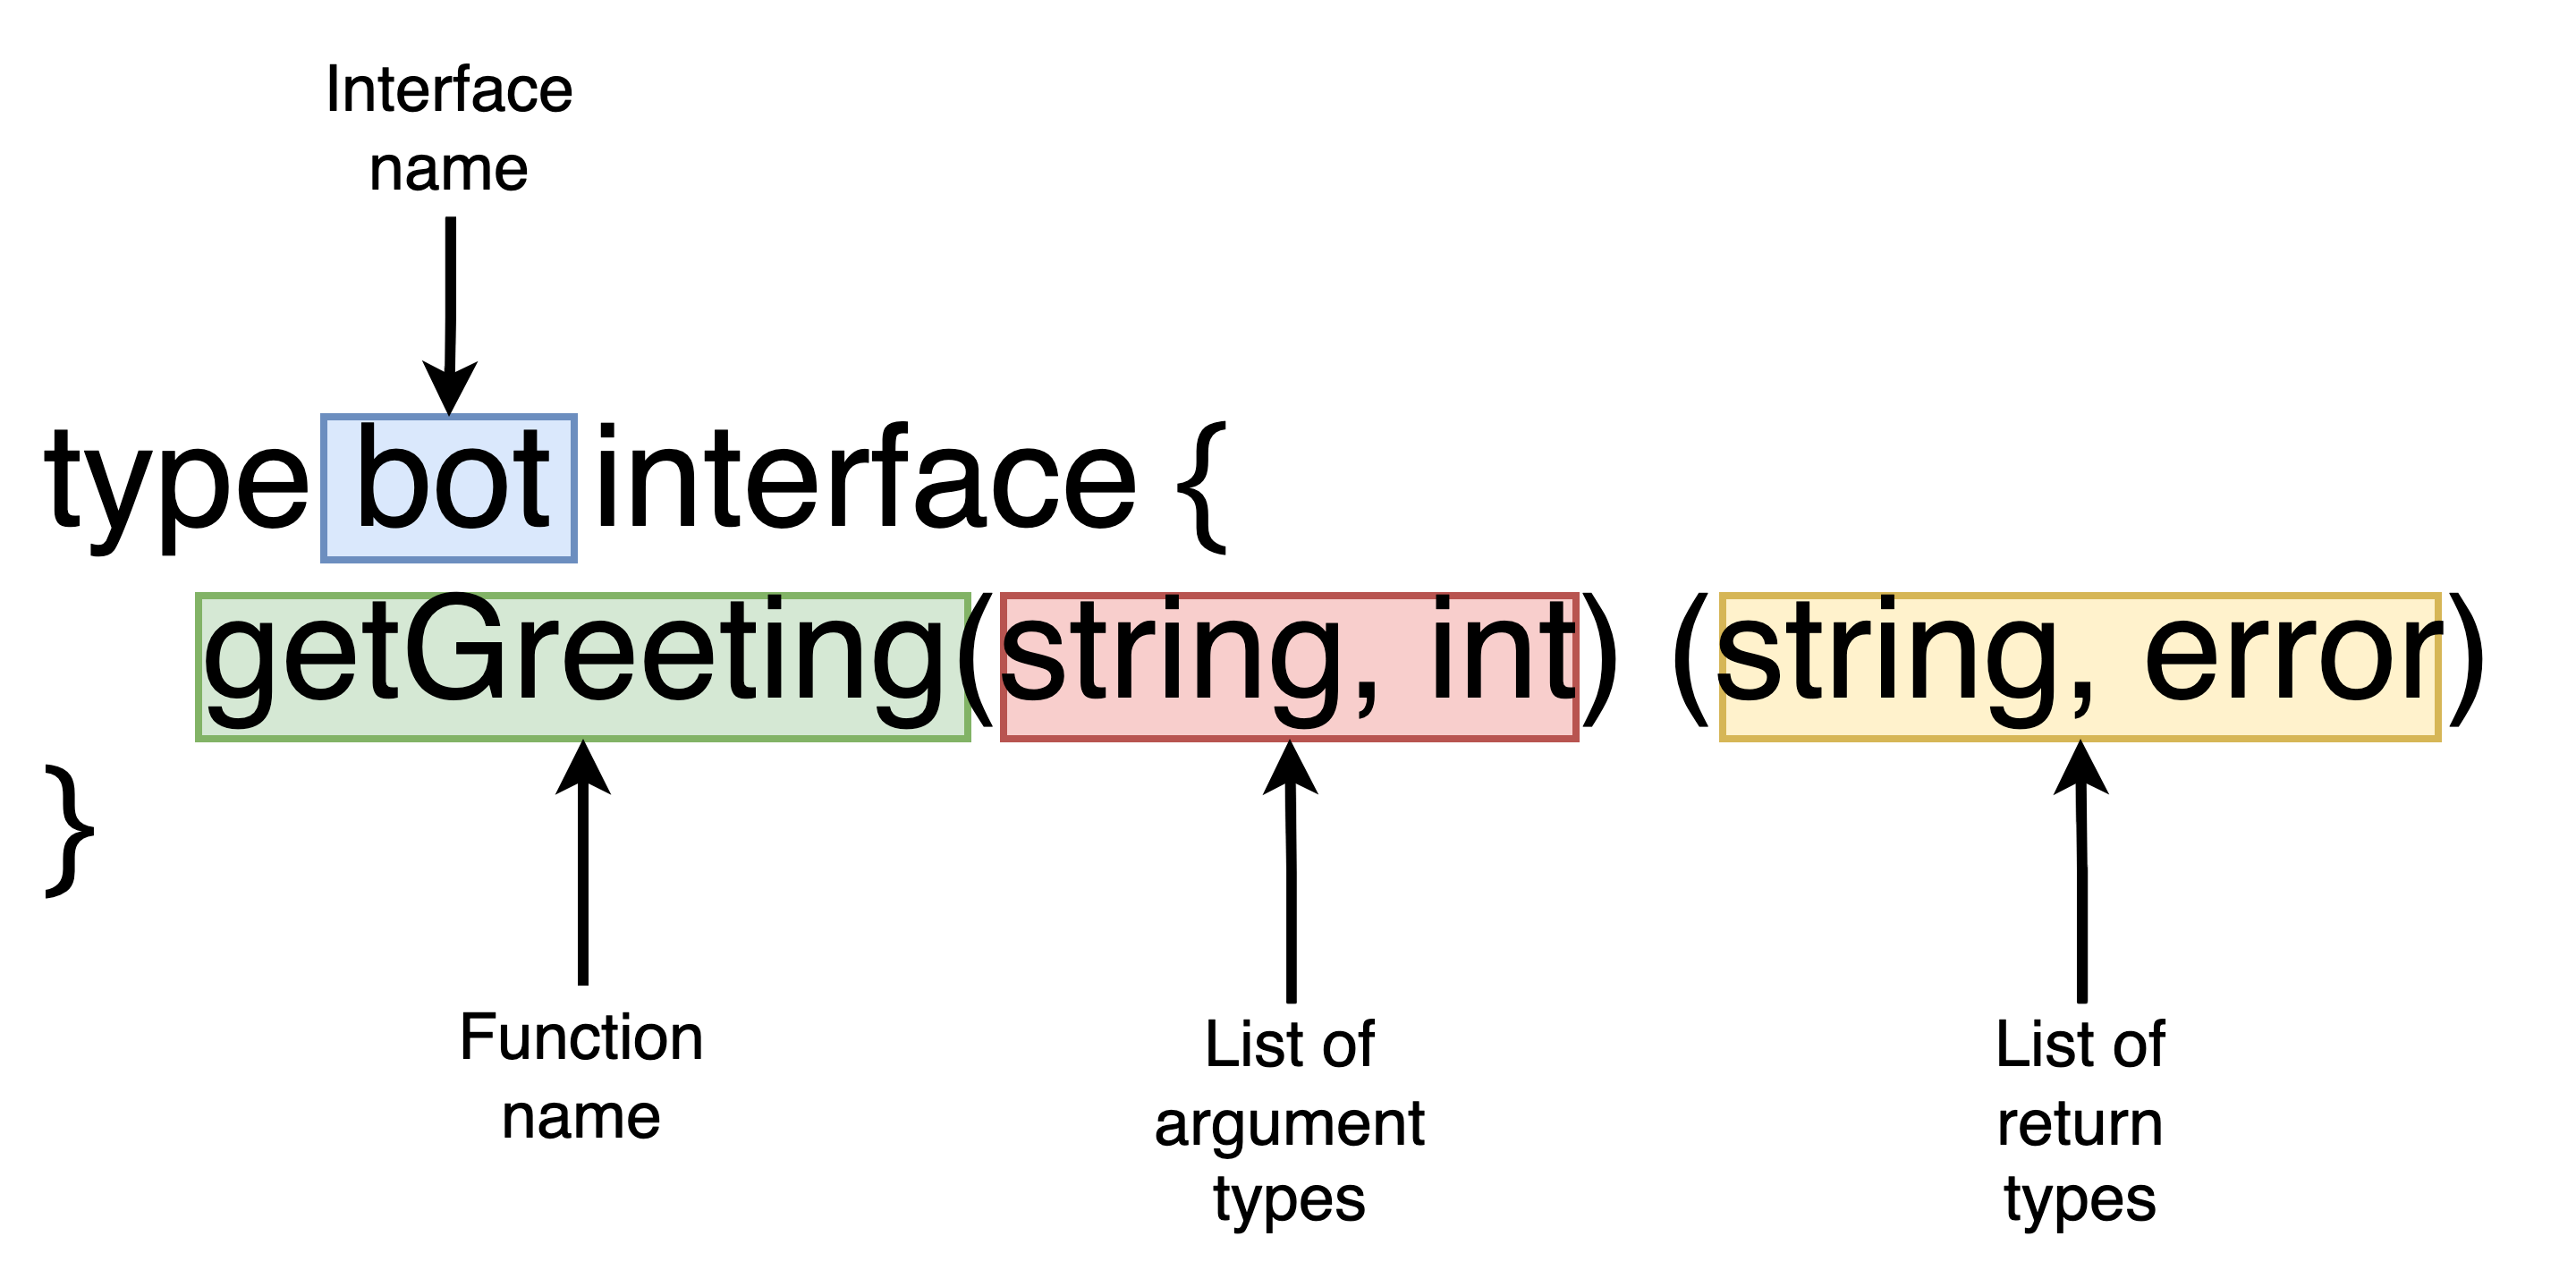 Interface
name
type bot interface {
getGreeting(string, int) (string, error)
}
Function
name
List of
argument
types
List of
return
types